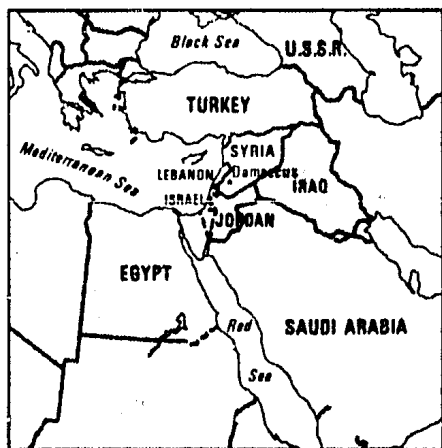 Black Sea
U.S.S.R.
TURKEY
Mediterranean Sea
SYRIA
LEBANON
Damascus
IRAQ
ISRAEL
JORDAN
EGYPT
Red
Sea
SAUDI ARABIA